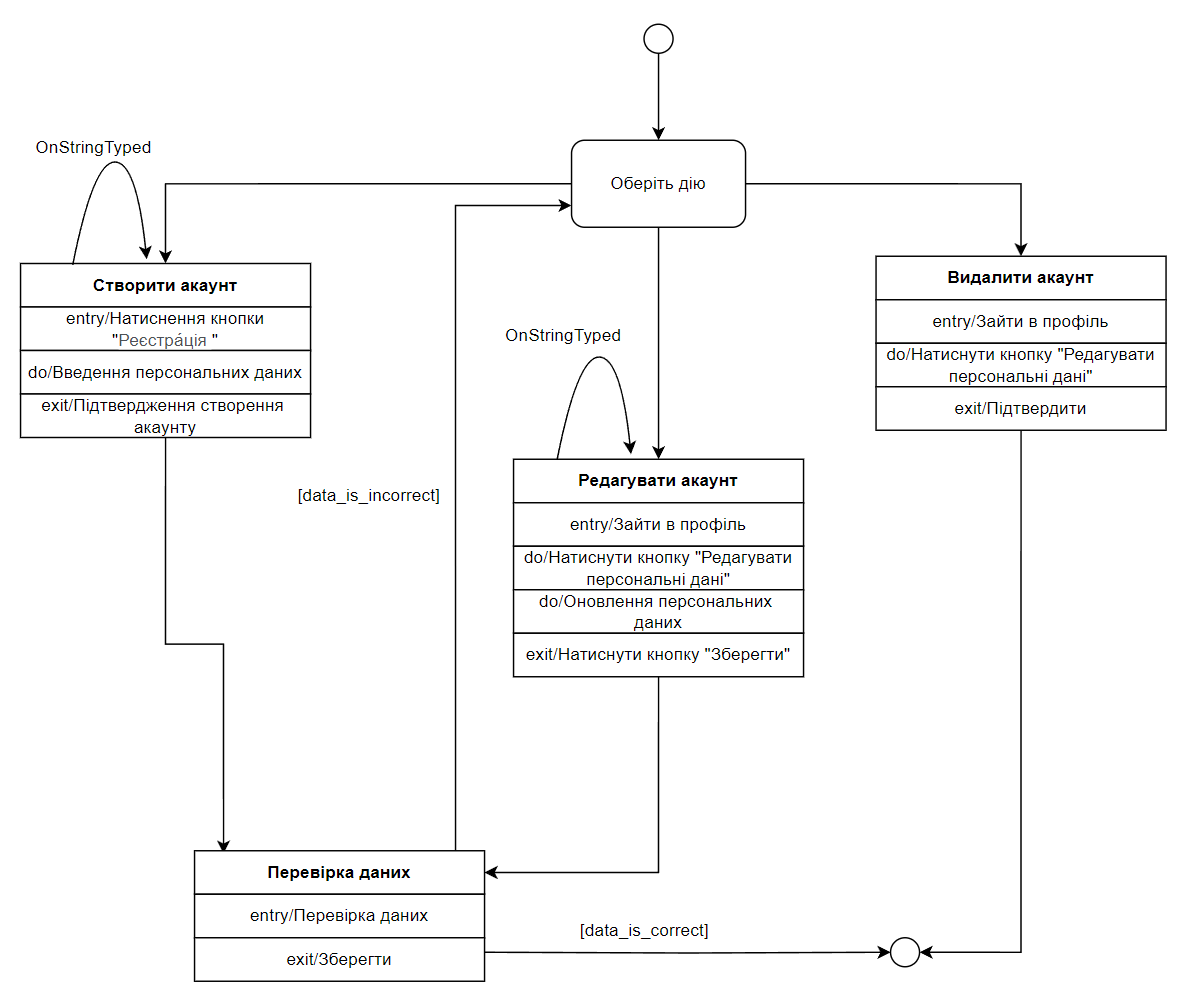 OnStringTyped
Оберіть дію
Створити акаунт
entry/Натиснення кнопки
"Реєстра́ція "
do/Введення персональних даних
exit/Підтвердження створення
акаунту
Видалити акаунт
entry/Зайти в профіль
do/Натиснути кнопку "Редагувати
персональні дані"
exit/Підтвердити
OnStringTyped
[data_is_incorrect]
Редагувати акаунт
entry/Зайти в профіль
do/Натиснути кнопку "Редагувати
персональні дані"
do/Оновлення персональних
даних
exit/Натиснути кнопку "Зберегти"
Перевірка даних
entry/Перевірка даних
exit/Зберегти
[data_is_correct]